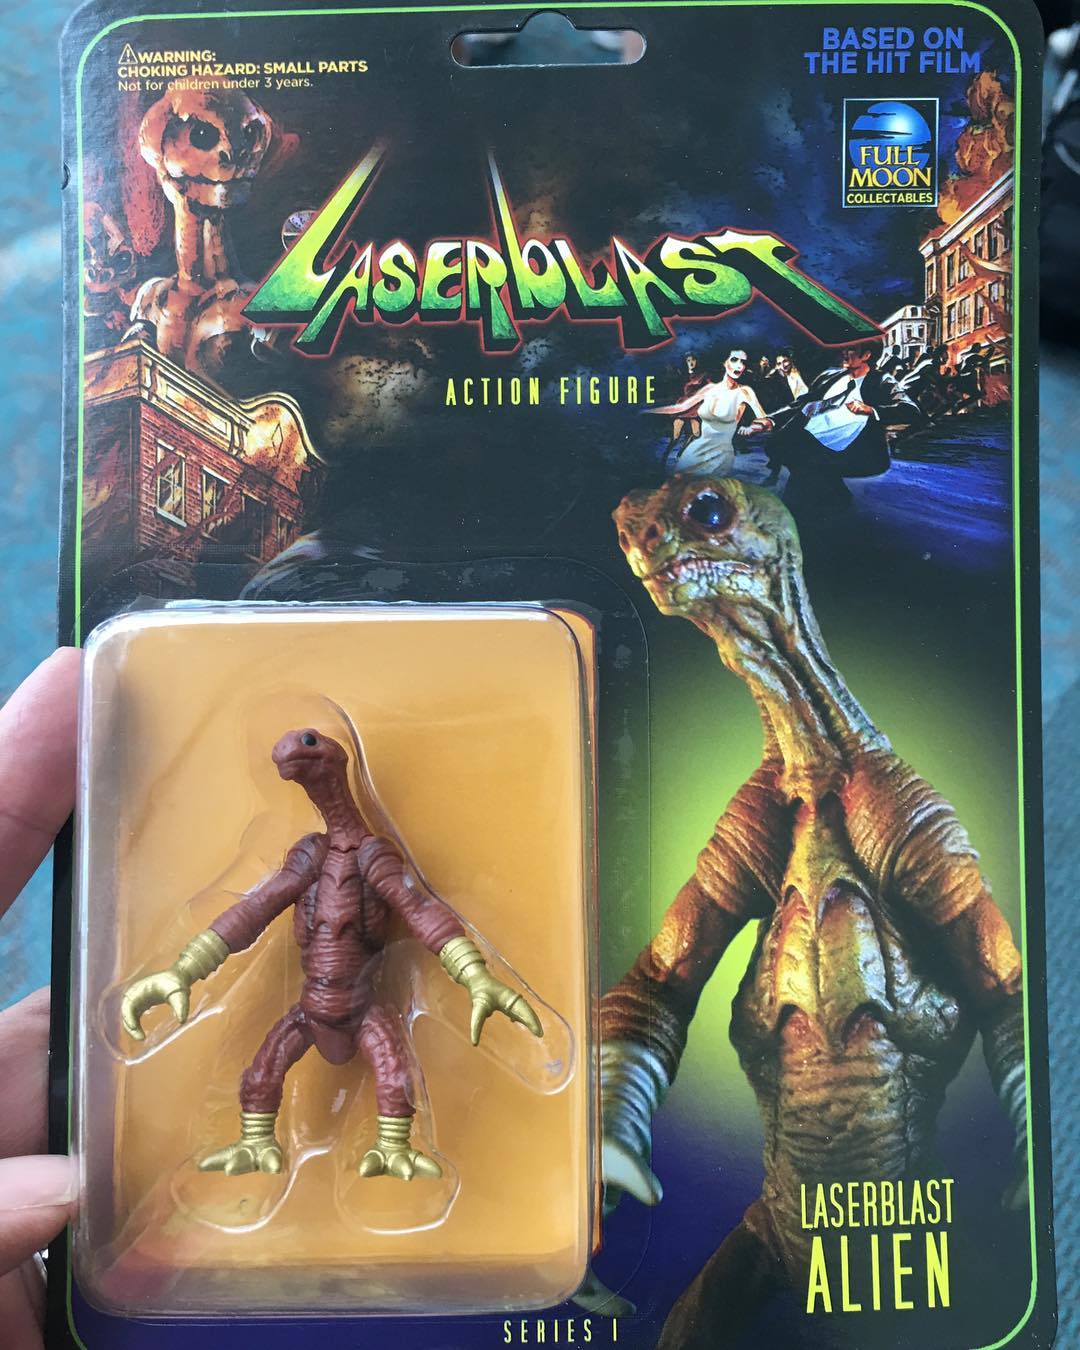 WARNING:
CHOKING HAZARD: SMALL PARTS
Not for children under 3 years.
BASED ON
THE HIT FILM
FULL
MOON
COLLECTABLES
LASERBLAST
ACTION FIGURE
LASERBLAST
ALIEN
SERIES 1